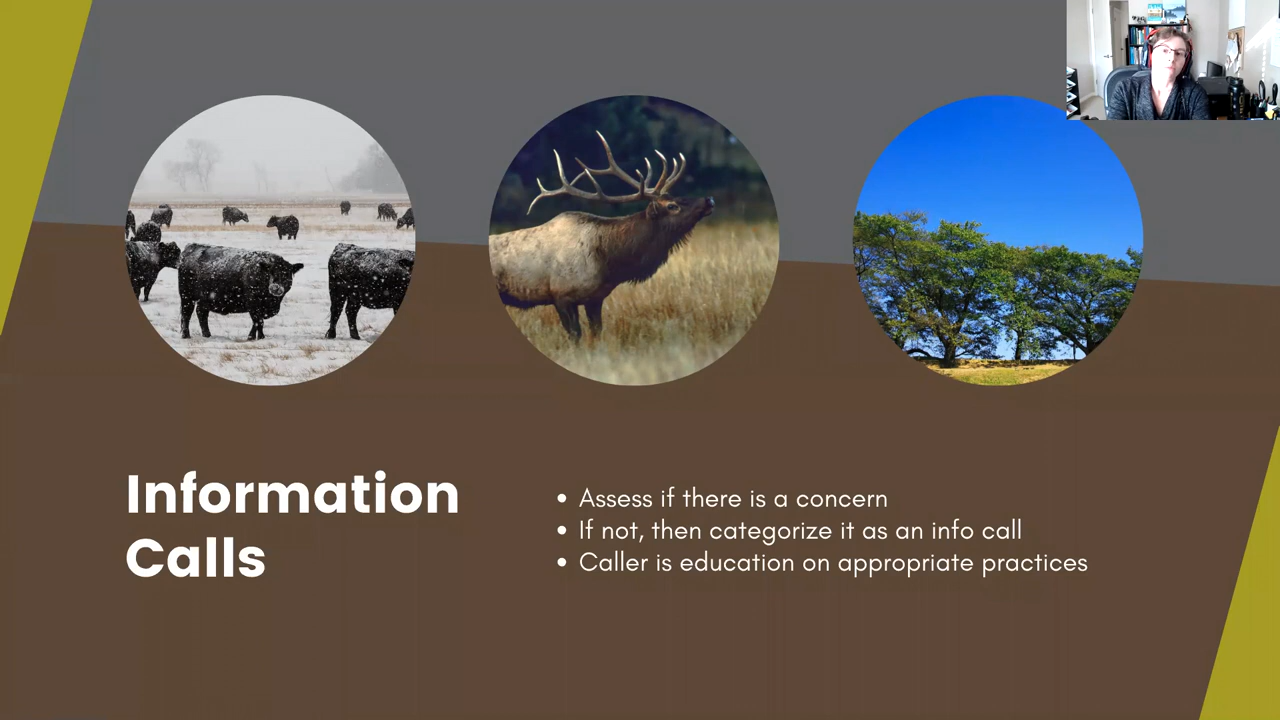 Information
Calls
Assess if there is a concern
If not, then categorize it as an info call
Caller is education on appropriate practices